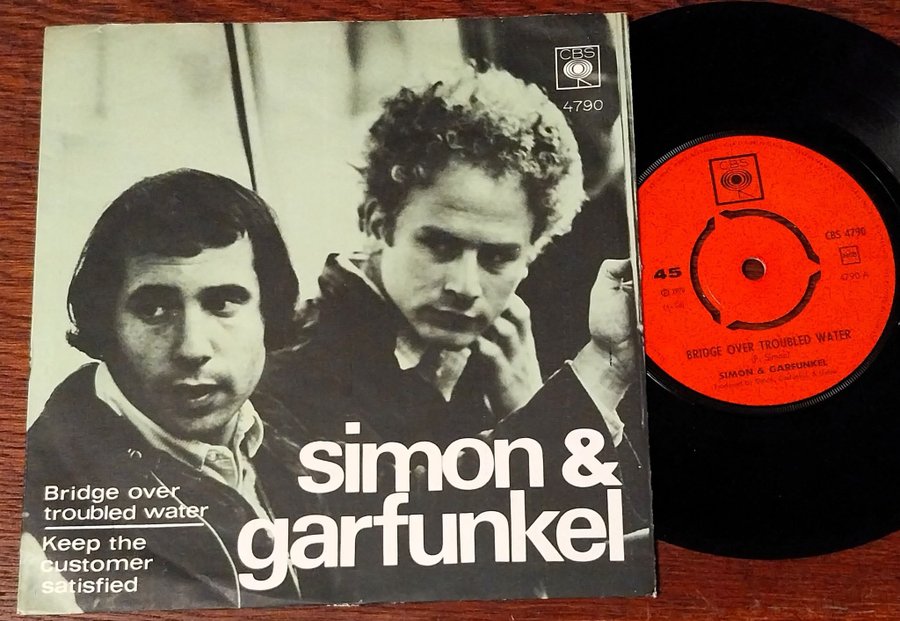 CBS
4790
simon &
garfunkel
Bridge over
troubled water
Keep the
customer
satisfied
CBS
CBS 4790
45
4790-A
BRIDGE OVER TROUBLED WATER
(P. Simon)
SIMON & GARFUNKEL